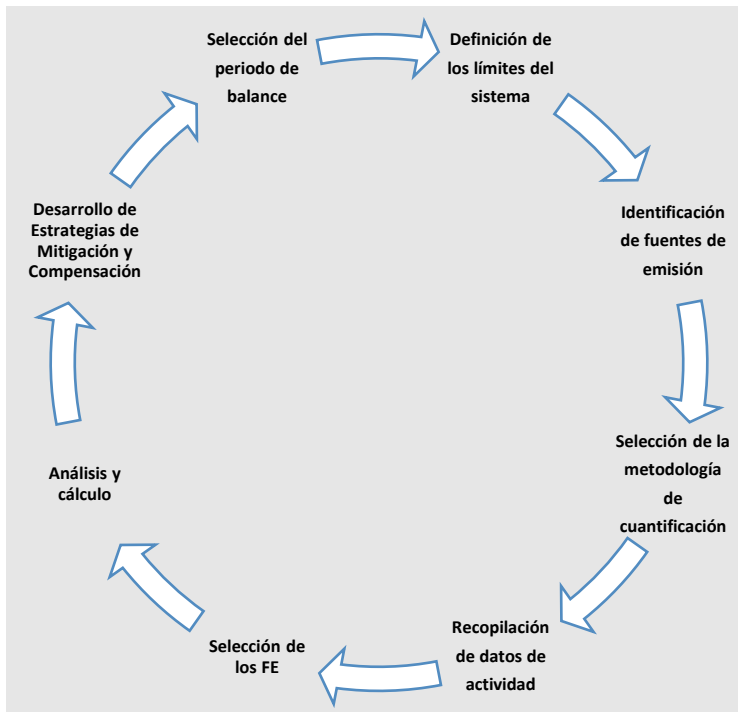 Selección del
periodo de
balance
Definición de
los límites del
sistema
Identificación
de fuentes de
emisión
Selección de la
metodología
de
cuantificación
Recopilación
de datos de
actividad
Selección de
los FE
Análisis y
cálculo
Desarrollo de
Estrategias de
Mitigación y
Compensación